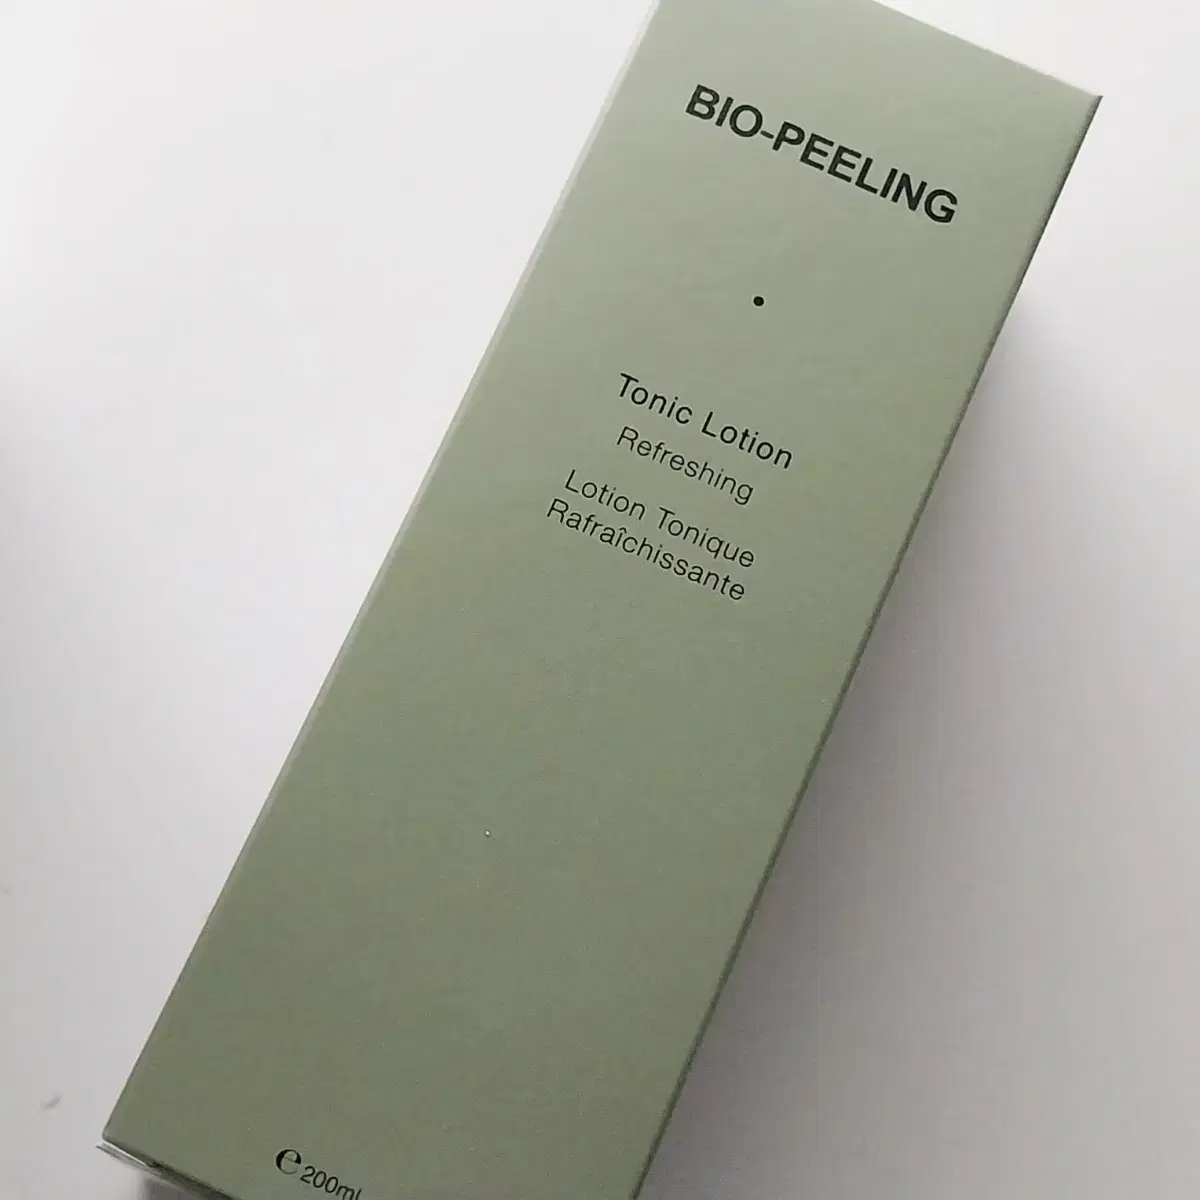 BIO-PEELING
•
Tonic Lotion
Refreshing
Lotion Tonique
Rafraîchissante
℮ 200ml